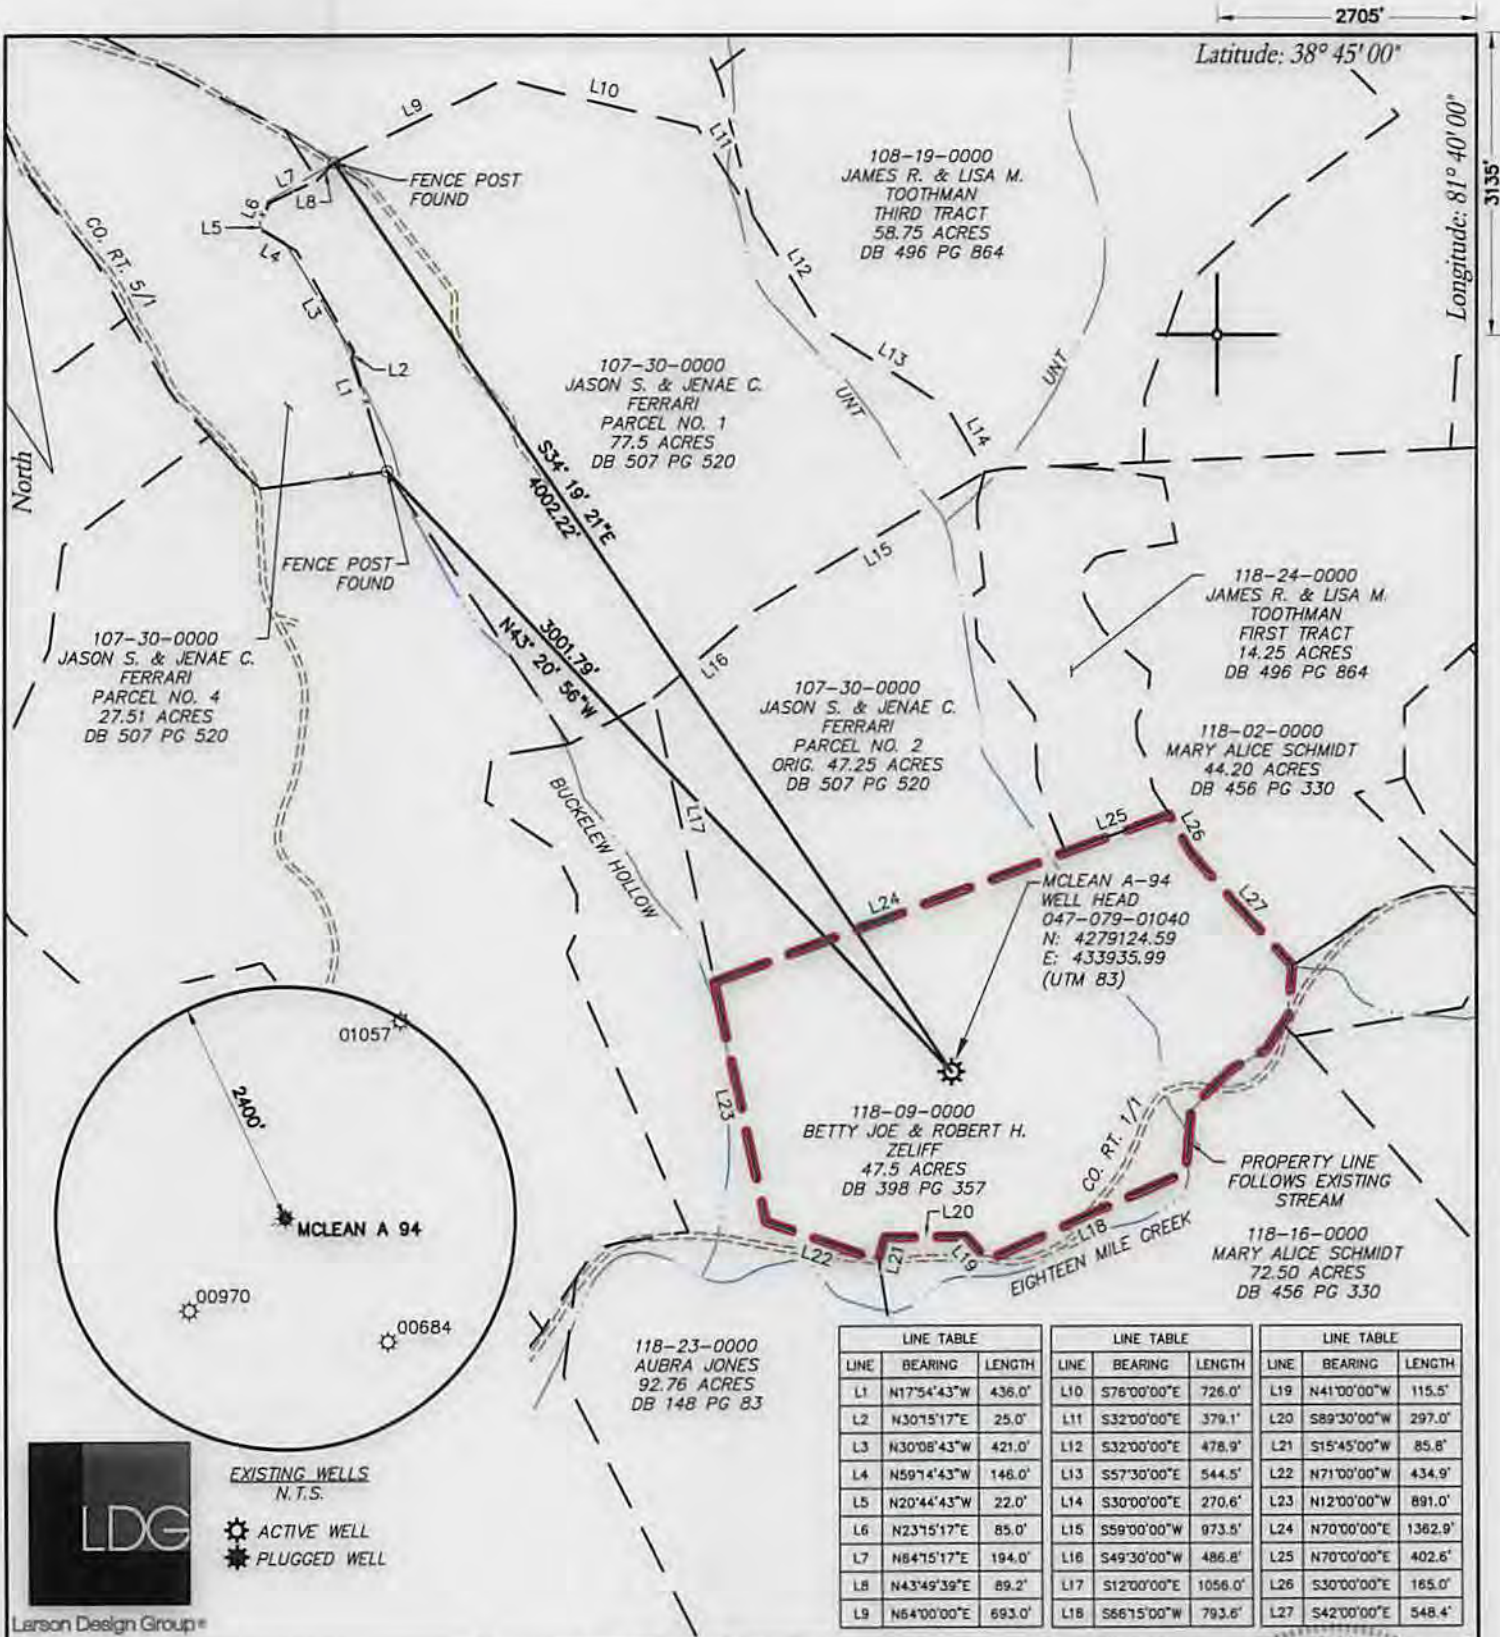 2705'
Latitude: 38° 45' 00"
Longitude: 81° 40' 00"
3135'
L9
L10
L11
L7
L8
L6
L5
L4
L3
L2
L1
FENCE POST
FOUND
CO. RT. 5/1
108-19-0000
JAMES R. & LISA M.
TOOTHMAN
THIRD TRACT
58.75 ACRES
DB 496 PG 864
L12
L13
L14
UNT
UNT
107-30-0000
JASON S. & JENAE C.
FERRARI
PARCEL NO. 1
77.5 ACRES
DB 507 PG 520
North
S34° 19' 21"E
4002.22'
FENCE POST
FOUND
L15
L16
3001.79'
N43° 20' 56"W
107-30-0000
JASON S. & JENAE C.
FERRARI
PARCEL NO. 4
27.51 ACRES
DB 507 PG 520
118-24-0000
JAMES R. & LISA M.
TOOTHMAN
FIRST TRACT
14.25 ACRES
DB 496 PG 864
107-30-0000
JASON S. & JENAE C.
FERRARI
PARCEL NO. 2
ORIG. 47.25 ACRES
DB 507 PG 520
118-02-0000
MARY ALICE SCHMIDT
44.20 ACRES
DB 456 PG 330
BUCKELEW HOLLOW
L17
L25
L26
L24
L27
MCLEAN A-94
WELL HEAD
047-079-01040
N: 4279124.59
E: 433935.99
(UTM 83)
01057
2400'
MCLEAN A 94
00970
00684
L23
118-09-0000
BETTY JOE & ROBERT H.
ZELIFF
47.5 ACRES
DB 398 PG 357
CO. RT. 1/1
PROPERTY LINE
FOLLOWS EXISTING
STREAM
L20
L22
L21
L19
L18
EIGHTEEN MILE CREEK
118-16-0000
MARY ALICE SCHMIDT
72.50 ACRES
DB 456 PG 330
118-23-0000
AUBRA JONES
92.76 ACRES
DB 148 PG 83
EXISTING WELLS
N.T.S.
ACTIVE WELL
PLUGGED WELL
LDG
Larson Design Group®
LINE TABLE LINE TABLE LINE TABLE
LINE BEARING LENGTH LINE BEARING LENGTH LINE BEARING LENGTH
L1 N17°54'43"W 436.0' L10 S76°00'00"E 726.0' L19 N41°00'00"W 115.5'
L2 N30°15'17"E 25.0' L11 S32°00'00"E 379.1' L20 S89°30'00"W 297.0'
L3 N30°08'43"W 421.0' L12 S32°00'00"E 478.9' L21 S15°45'00"W 85.8'
L4 N59°14'43"W 146.0' L13 S57°30'00"E 544.5' L22 N71°00'00"W 434.9'
L5 N20°44'43"W 22.0' L14 S30°00'00"E 270.6' L23 N12°00'00"W 891.0'
L6 N23°15'17"E 85.0' L15 S59°00'00"W 973.5' L24 N70°00'00"E 1362.9'
L7 N64°15'17"E 194.0' L16 S49°30'00"W 486.8' L25 N70°00'00"E 402.6'
L8 N43°49'39"E 89.2' L17 S12°00'00"E 1056.0' L26 S30°00'00"E 165.0'
L9 N64°00'00"E 693.0' L18 S66°15'00"W 793.6' L27 S42°00'00"E 548.4'